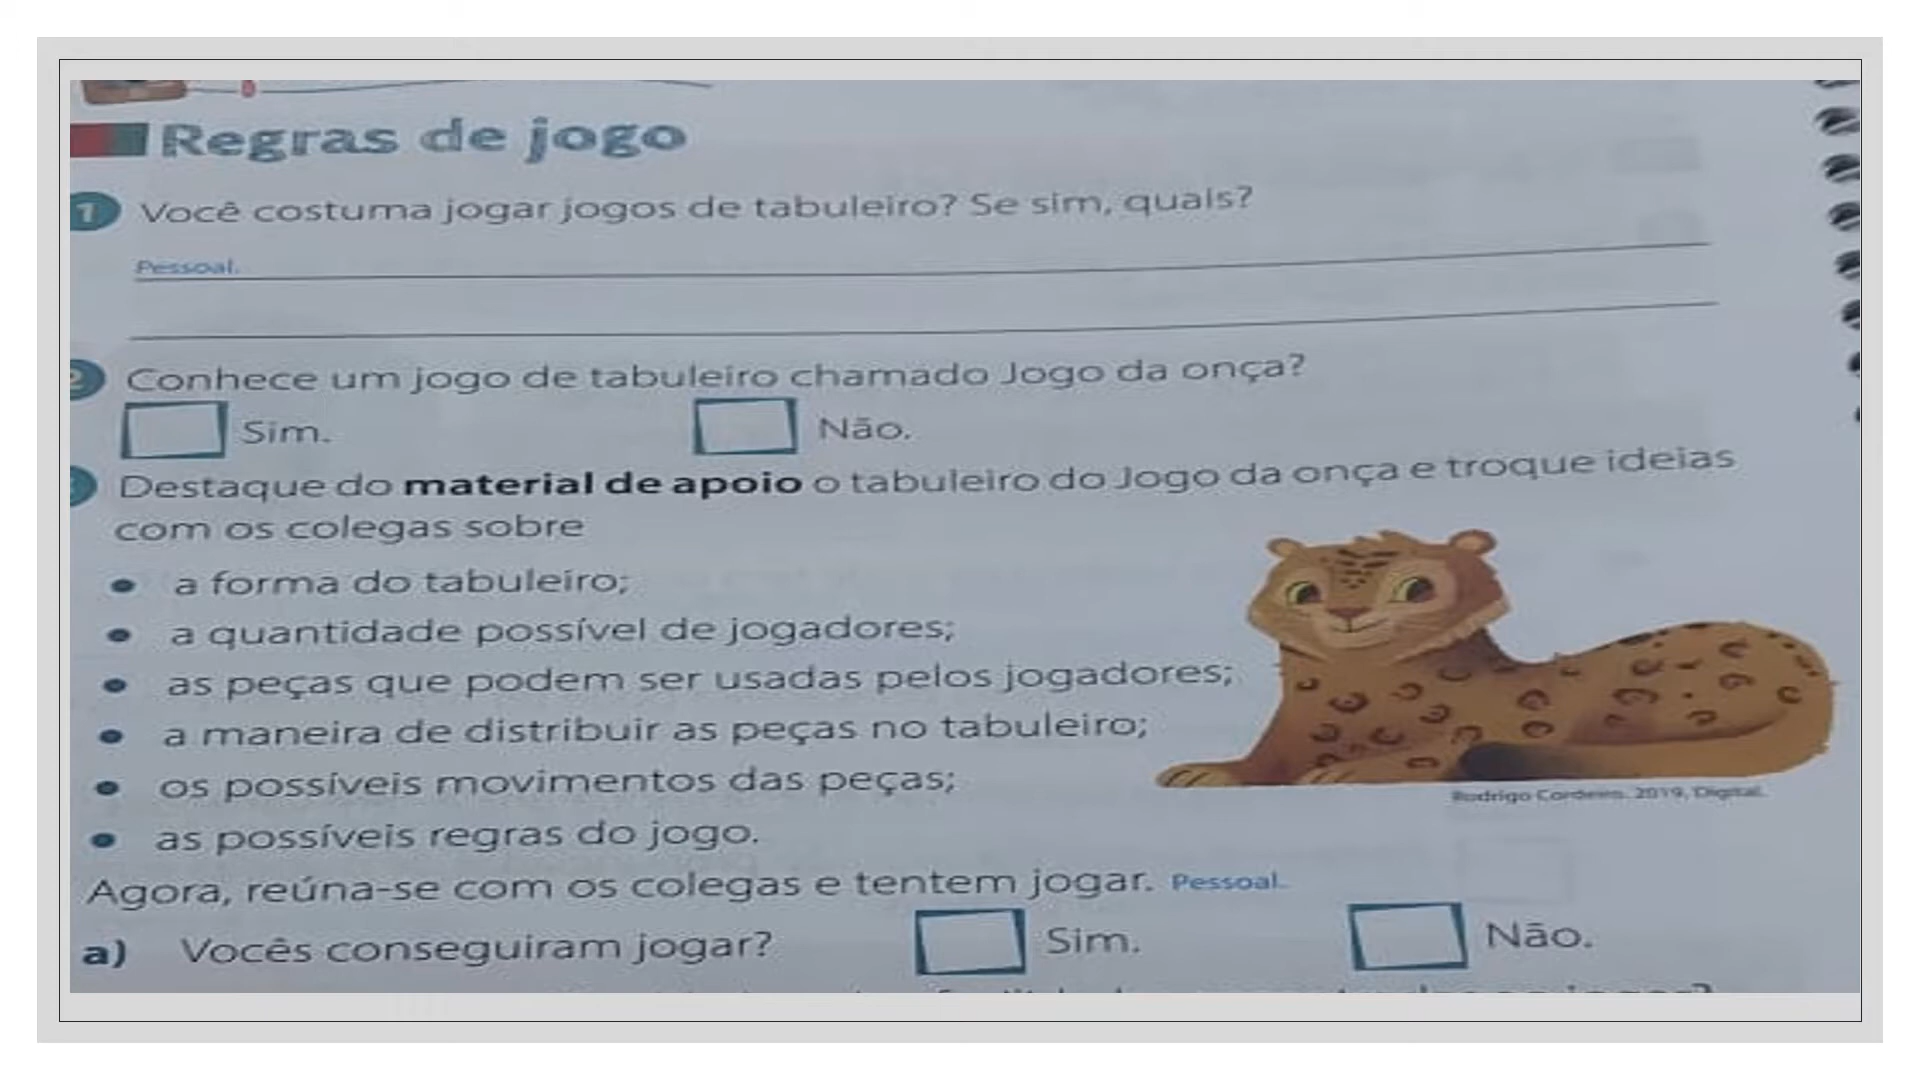 Regras de jogo
1 Você costuma jogar jogos de tabuleiro? Se sim, quais?
Pessoal.
2 Conhece um jogo de tabuleiro chamado Jogo da onça?
Sim. Não.
Destaque do material de apoio o tabuleiro do Jogo da onça e troque ideias
com os colegas sobre
• a forma do tabuleiro;
• a quantidade possível de jogadores;
• as peças que podem ser usadas pelos jogadores;
• a maneira de distribuir as peças no tabuleiro;
• os possíveis movimentos das peças;
• as possíveis regras do jogo.
Rodrigo Cordeiro. 2019. Digital.
Agora, reúna-se com os colegas e tentem jogar. Pessoal.
a) Vocês conseguiram jogar? Sim. Não.